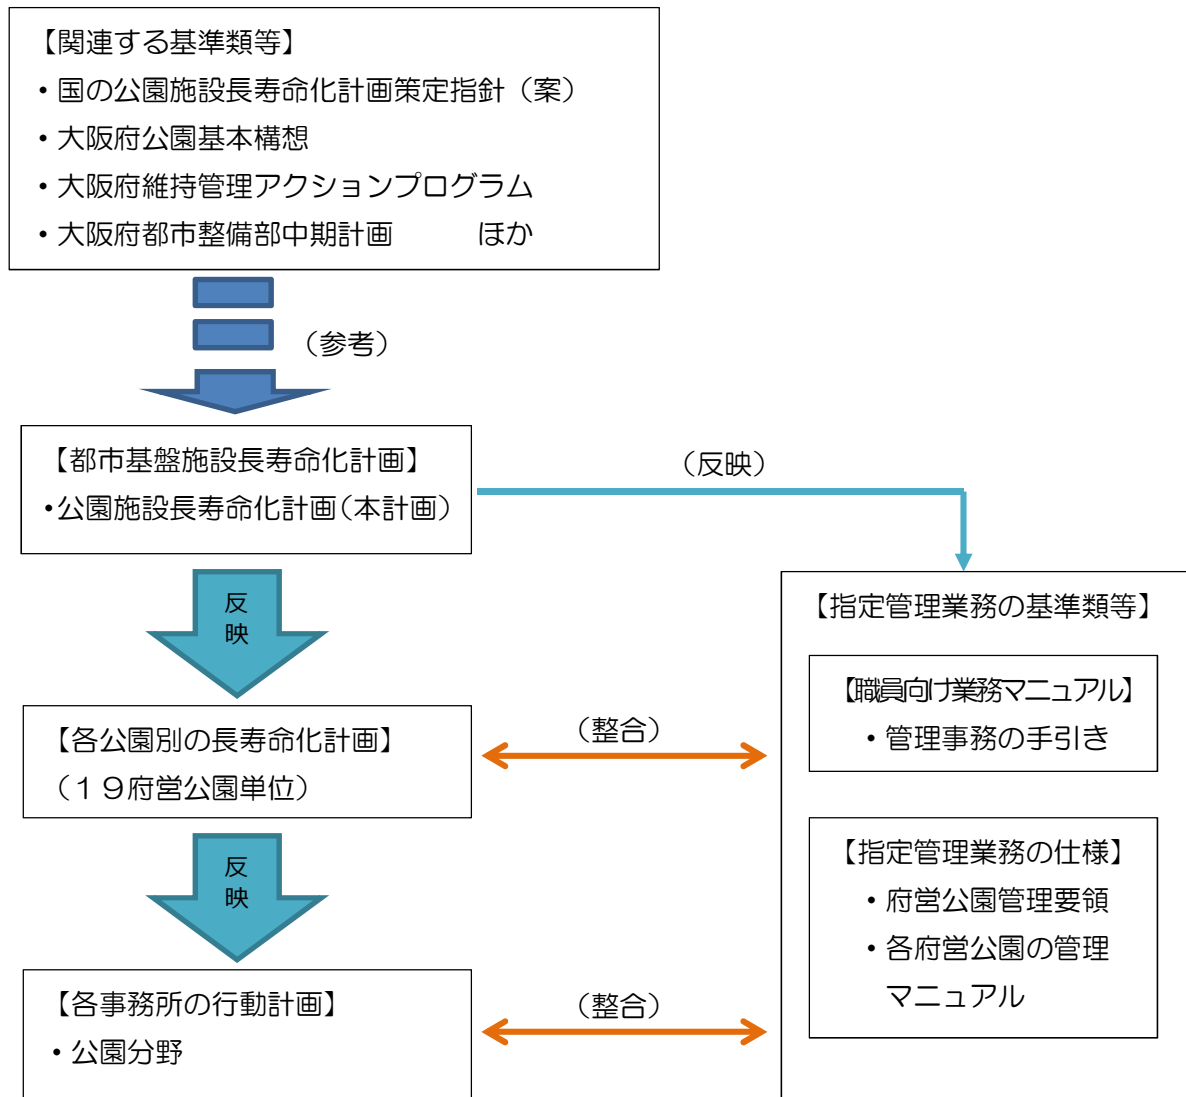 【関連する基準類等】
・国の公園施設長寿命化計画策定指針（案）
・大阪府公園基本構想
・大阪府維持管理アクションプログラム
・大阪府都市整備部中期計画　　　ほか
（参考）
【都市基盤施設長寿命化計画】
・公園施設長寿命化計画（本計画）
（反映）
反
映
【指定管理業務の基準類等】
【職員向け業務マニュアル】
・管理事務の手引き
【各公園別の長寿命化計画】
（１９府営公園単位）
（整合）
反
映
【指定管理業務の仕様】
・府営公園管理要領
・各府営公園の管理
マニュアル
【各事務所の行動計画】
・公園分野
（整合）